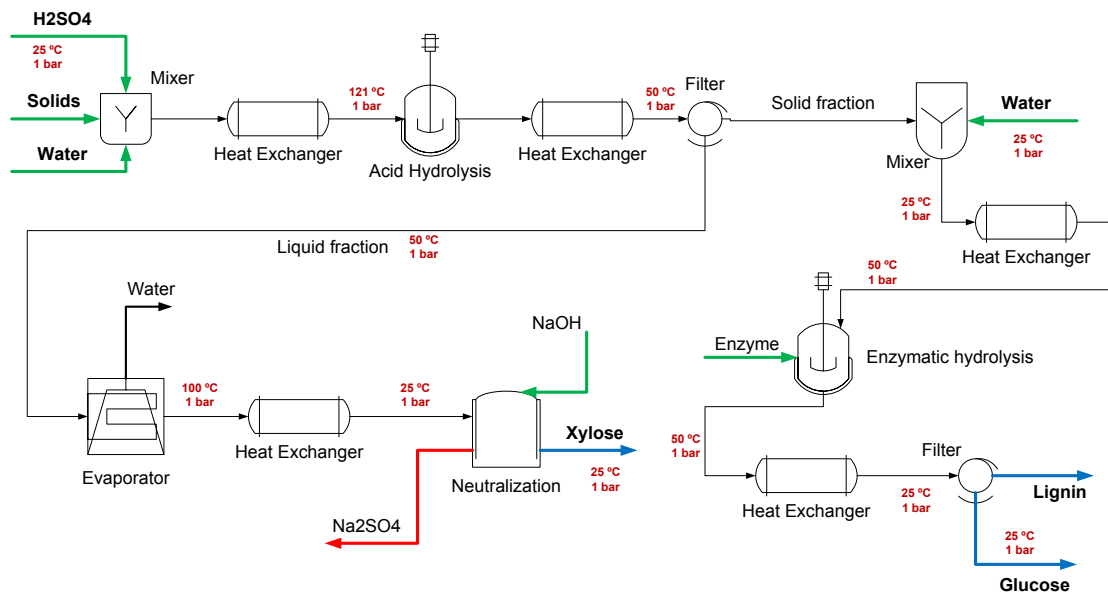 H2SO4
25 ºC
1 bar
Mixer
Solids
Water
Heat Exchanger
121 ºC
1 bar
Acid Hydrolysis
Heat Exchanger
50 ºC
1 bar
Filter
Solid fraction
Water
25 ºC
1 bar
Mixer
25 ºC
1 bar
Heat Exchanger
Liquid fraction
50 ºC
1 bar
50 ºC
1 bar
Water
NaOH
Enzyme
Enzymatic hydrolysis
100 ºC
1 bar
25 ºC
1 bar
Evaporator
Heat Exchanger
Xylose
25 ºC
1 bar
Neutralization
Na2SO4
50 ºC
1 bar
Heat Exchanger
25 ºC
1 bar
Filter
Lignin
25 ºC
1 bar
Glucose